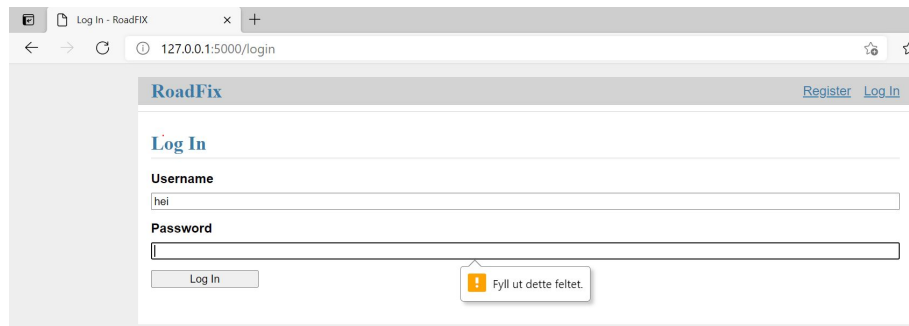 Log In - RoadFIX
127.0.0.1:5000/login
RoadFix Register Log In
Log In
Username
hei
Password
Log In
! Fyll ut dette feltet.